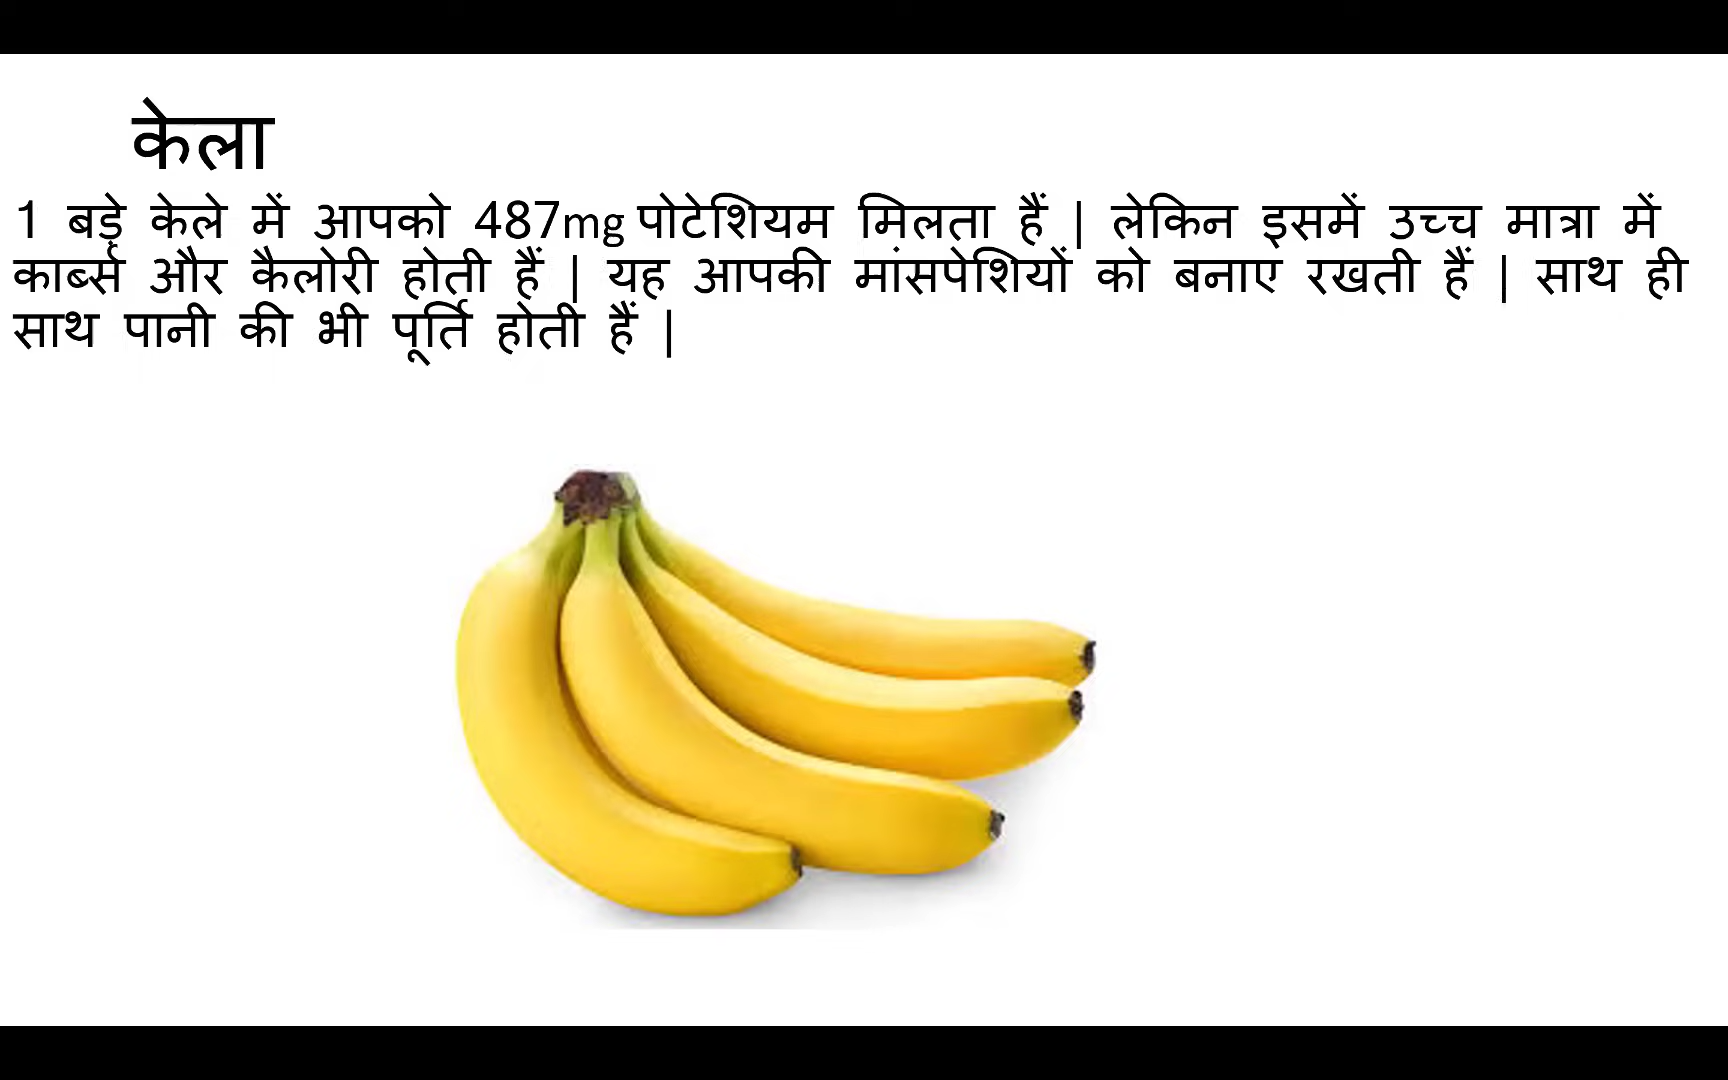 केला
1 बड़े केले में आपको 487mg पोटेशियम मिलता हैं |  लेकिन इसमें उच्च मात्रा में
कार्ब्स और कैलोरी होती हैं | यह आपकी मांसपेशियों को बनाए रखती हैं | साथ ही
साथ पानी की भी पूर्ति होती हैं |